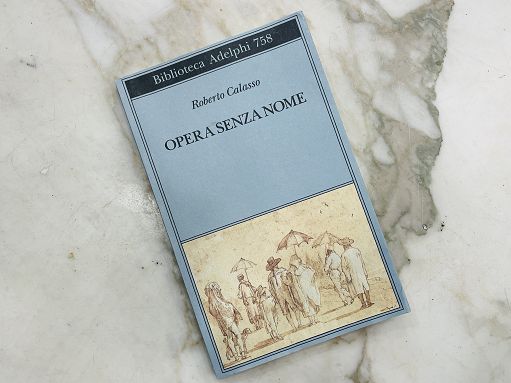 Biblioteca Adelphi 758
Roberto Calasso
OPERA SENZA NOME